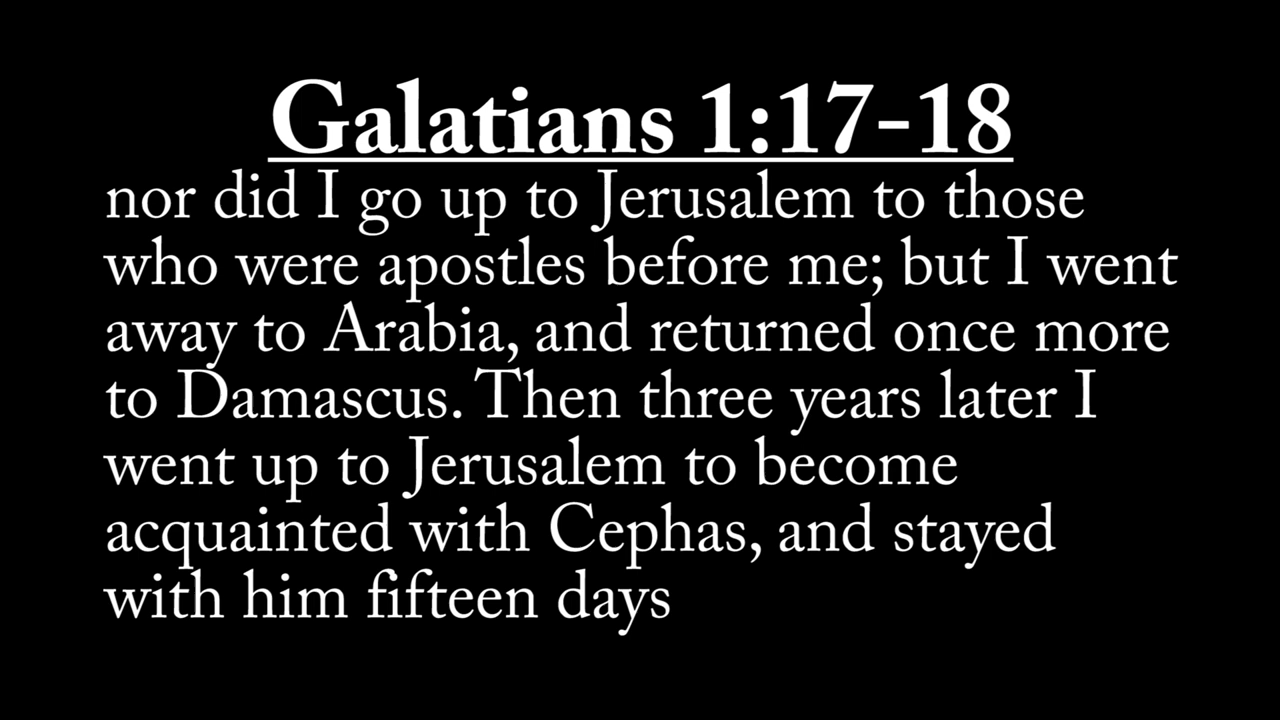 Galatians 1:17-18
nor did I go up to Jerusalem to those
who were apostles before me; but I went
away to Arabia, and returned once more
to Damascus. Then three years later I
went up to Jerusalem to become
acquainted with Cephas, and stayed
with him fifteen days